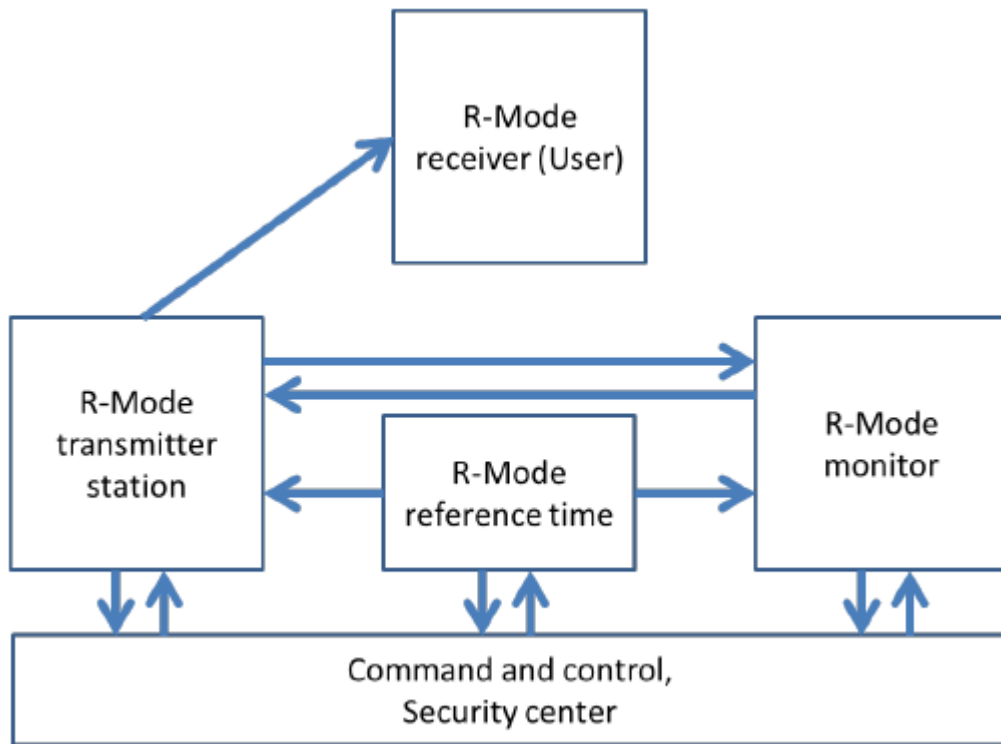 R-Mode
receiver (User)
R-Mode
transmitter
station
R-Mode
reference time
R-Mode
monitor
Command and control,
Security center